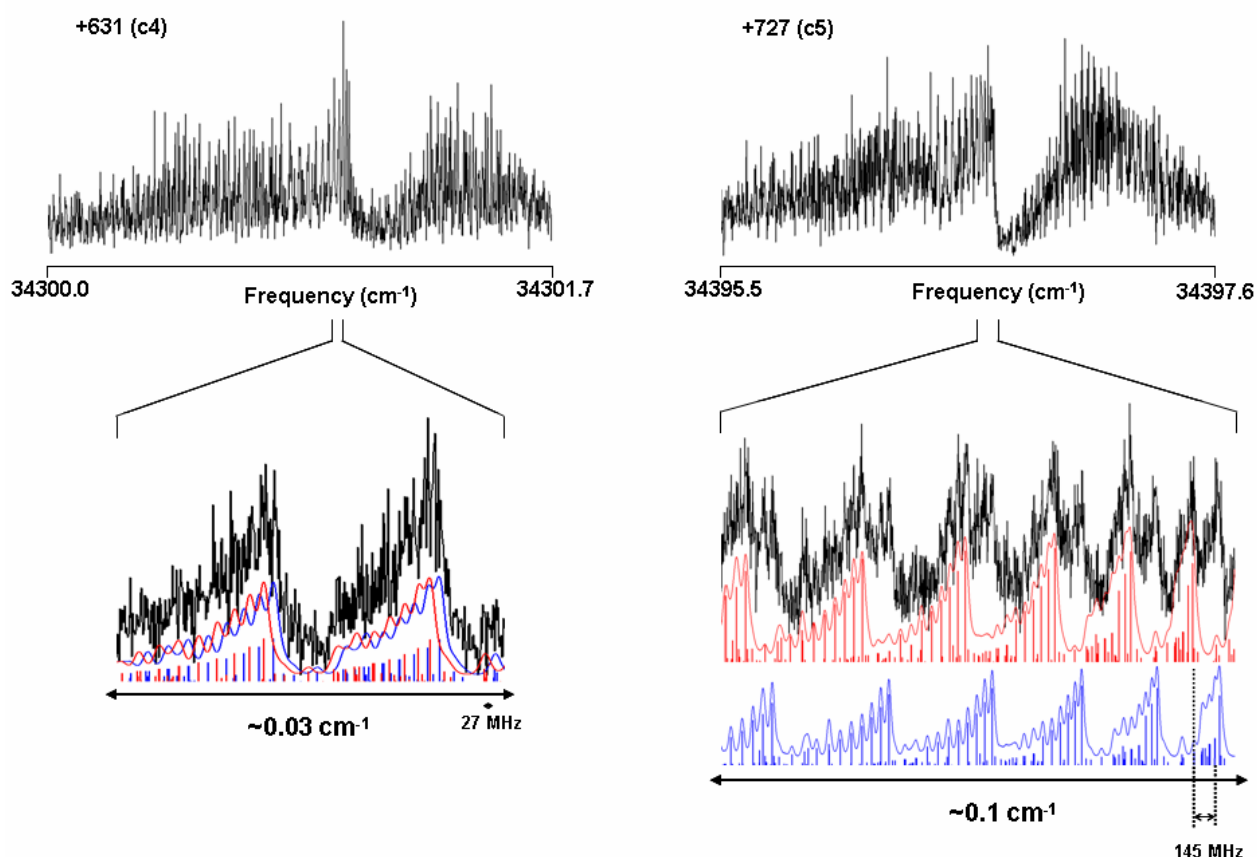 +631 (c4)
+727 (c5)
34300.0
Frequency (cm-1)
34301.7
34395.5
Frequency (cm-1)
34397.6
~0.03 cm-1
27 MHz
~0.1 cm-1
145 MHz